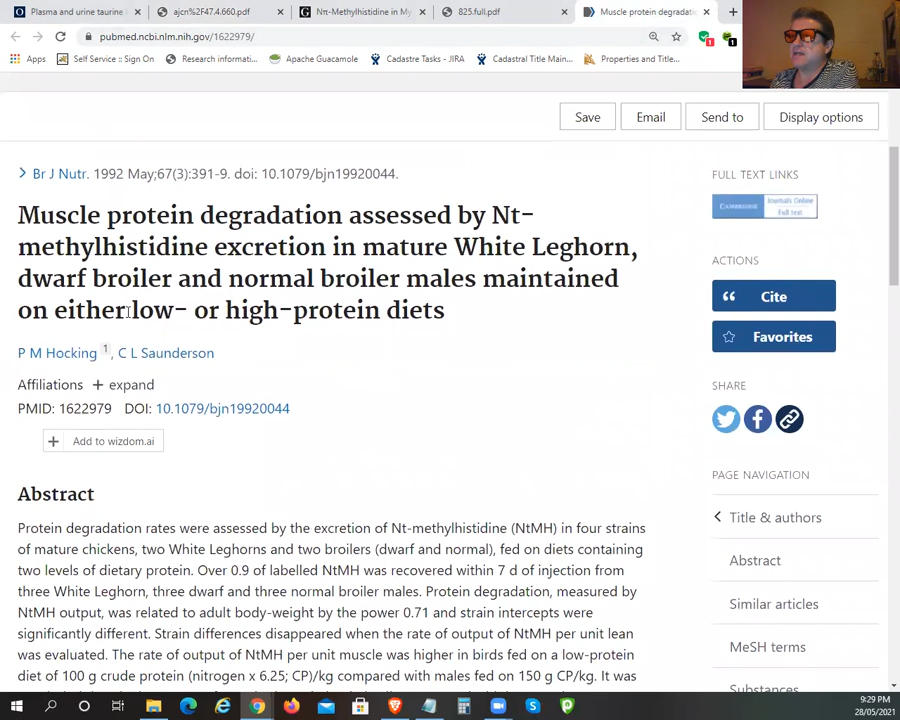 Plasma and urine taurine l
ajcn%2F47.4.660.pdf
Nπ-Methylhistidine in My
825.full.pdf
Muscle protein degradatio
pubmed.ncbi.nlm.nih.gov/1622979/
Apps
Self Service :: Sign On
Research informati...
Apache Guacamole
Cadastre Tasks - JIRA
Cadastral Title Main...
Properties and Title...
Save
Email
Send to
Display options
Br J Nutr. 1992 May;67(3):391-9. doi: 10.1079/bjn19920044.
Muscle protein degradation assessed by Nt-
methylhistidine excretion in mature White Leghorn,
dwarf broiler and normal broiler males maintained
on either low- or high-protein diets
P M Hocking 1, C L Saunderson
Affiliations + expand
PMID: 1622979 DOI: 10.1079/bjn19920044
+ Add to wizdom.ai
Abstract
Protein degradation rates were assessed by the excretion of Nt-methylhistidine (NtMH) in four strains
of mature chickens, two White Leghorns and two broilers (dwarf and normal), fed on diets containing
two levels of dietary protein. Over 0.9 of labelled NtMH was recovered within 7 d of injection from
three White Leghorn, three dwarf and three normal broiler males. Protein degradation, measured by
NtMH output, was related to adult body-weight by the power 0.71 and strain intercepts were
significantly different. Strain differences disappeared when the rate of output of NtMH per unit lean
was evaluated. The rate of output of NtMH per unit muscle was higher in birds fed on a low-protein
diet of 100 g crude protein (nitrogen x 6.25; CP)/kg compared with males fed on 150 g CP/kg. It was
FULL TEXT LINKS
CAMBRIDGE
Journals Online
Full text
ACTIONS
Cite
Favorites
SHARE
PAGE NAVIGATION
Title & authors
Abstract
Similar articles
MeSH terms
Substances
9:29 PM
28/05/2021